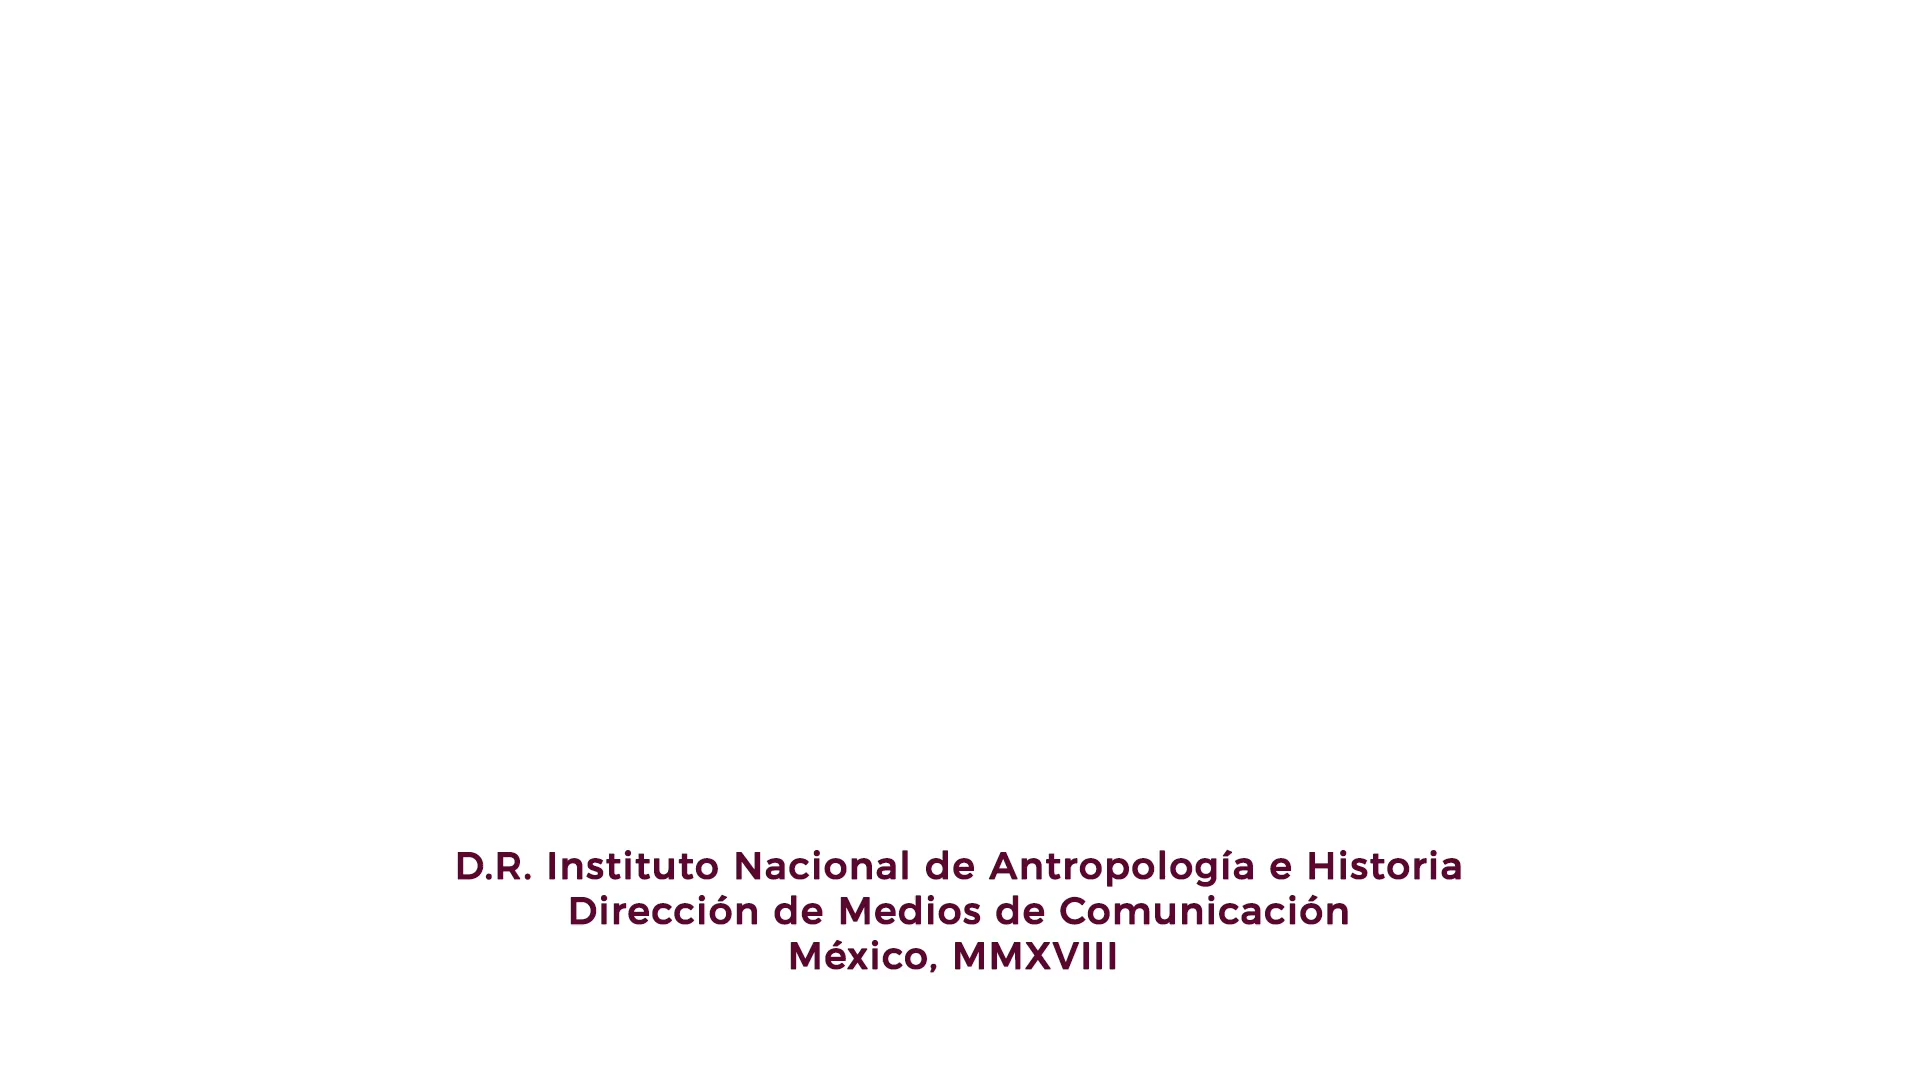 D.R. Instituto Nacional de Antropología e Historia
Dirección de Medios de Comunicación
México, MMXVIII